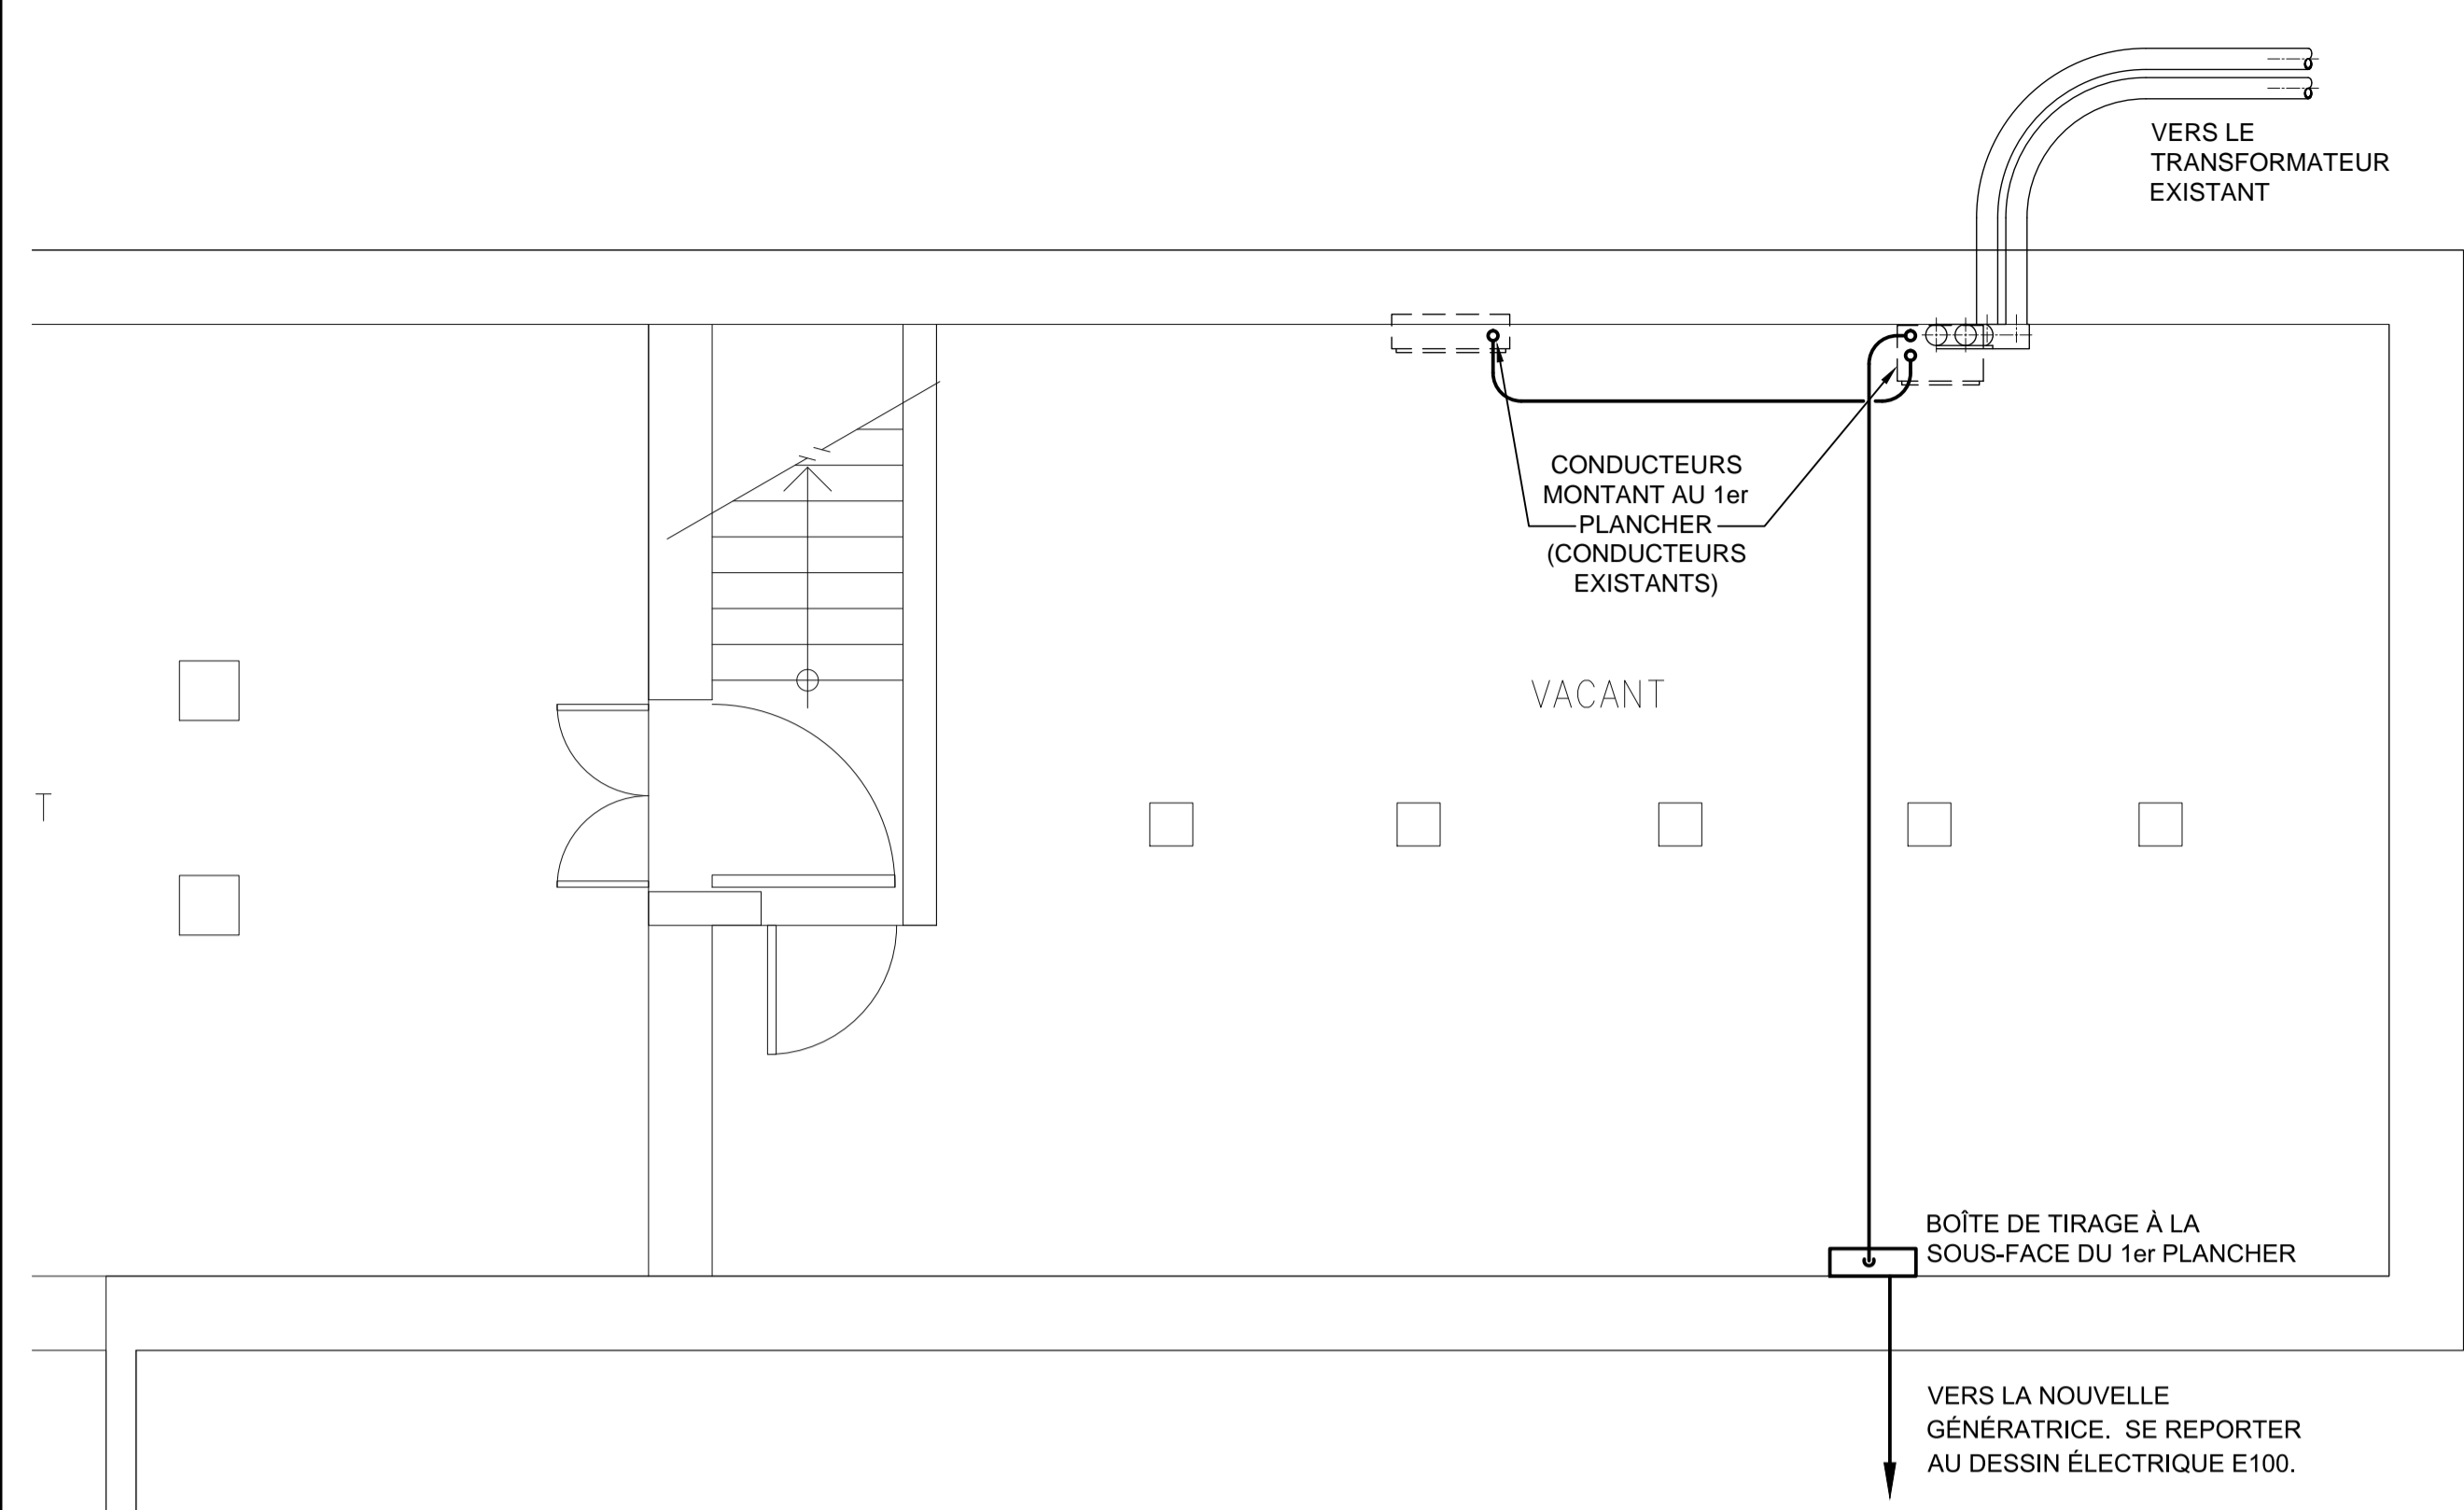 VERS LE
TRANSFORMATEUR
EXISTANT
CONDUCTEURS
MONTANT AU 1er
PLANCHER
(CONDUCTEURS
EXISTANTS)
VACANT
T
BOÎTE DE TIRAGE À LA
SOUS-FACE DU 1er PLANCHER
VERS LA NOUVELLE
GÉNÉRATRICE. SE REPORTER
AU DESSIN ÉLECTRIQUE E100.